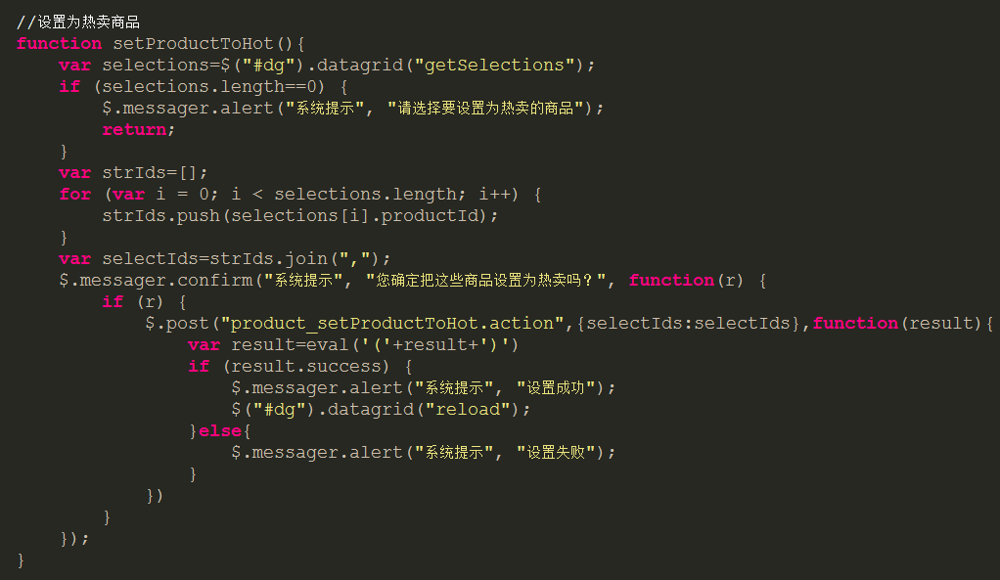 //设置为热卖商品
function setProductToHot(){
    var selections=$("#dg").datagrid("getSelections");
    if (selections.length==0) {
        $.messager.alert("系统提示", "请选择要设置为热卖的商品");
        return;
    }
    var strIds=[];
    for (var i = 0; i < selections.length; i++) {
        strIds.push(selections[i].productId);
    }
    var selectIds=strIds.join(",");
    $.messager.confirm("系统提示", "您确定把这些商品设置为热卖吗？", function(r) {
        if (r) {
            $.post("product_setProductToHot.action",{selectIds:selectIds},function(result){
                var result=eval('('+result+')')
                if (result.success) {
                    $.messager.alert("系统提示", "设置成功");
                    $("#dg").datagrid("reload");
                }else{
                    $.messager.alert("系统提示", "设置失败");
                }
            })
        }
    });
}